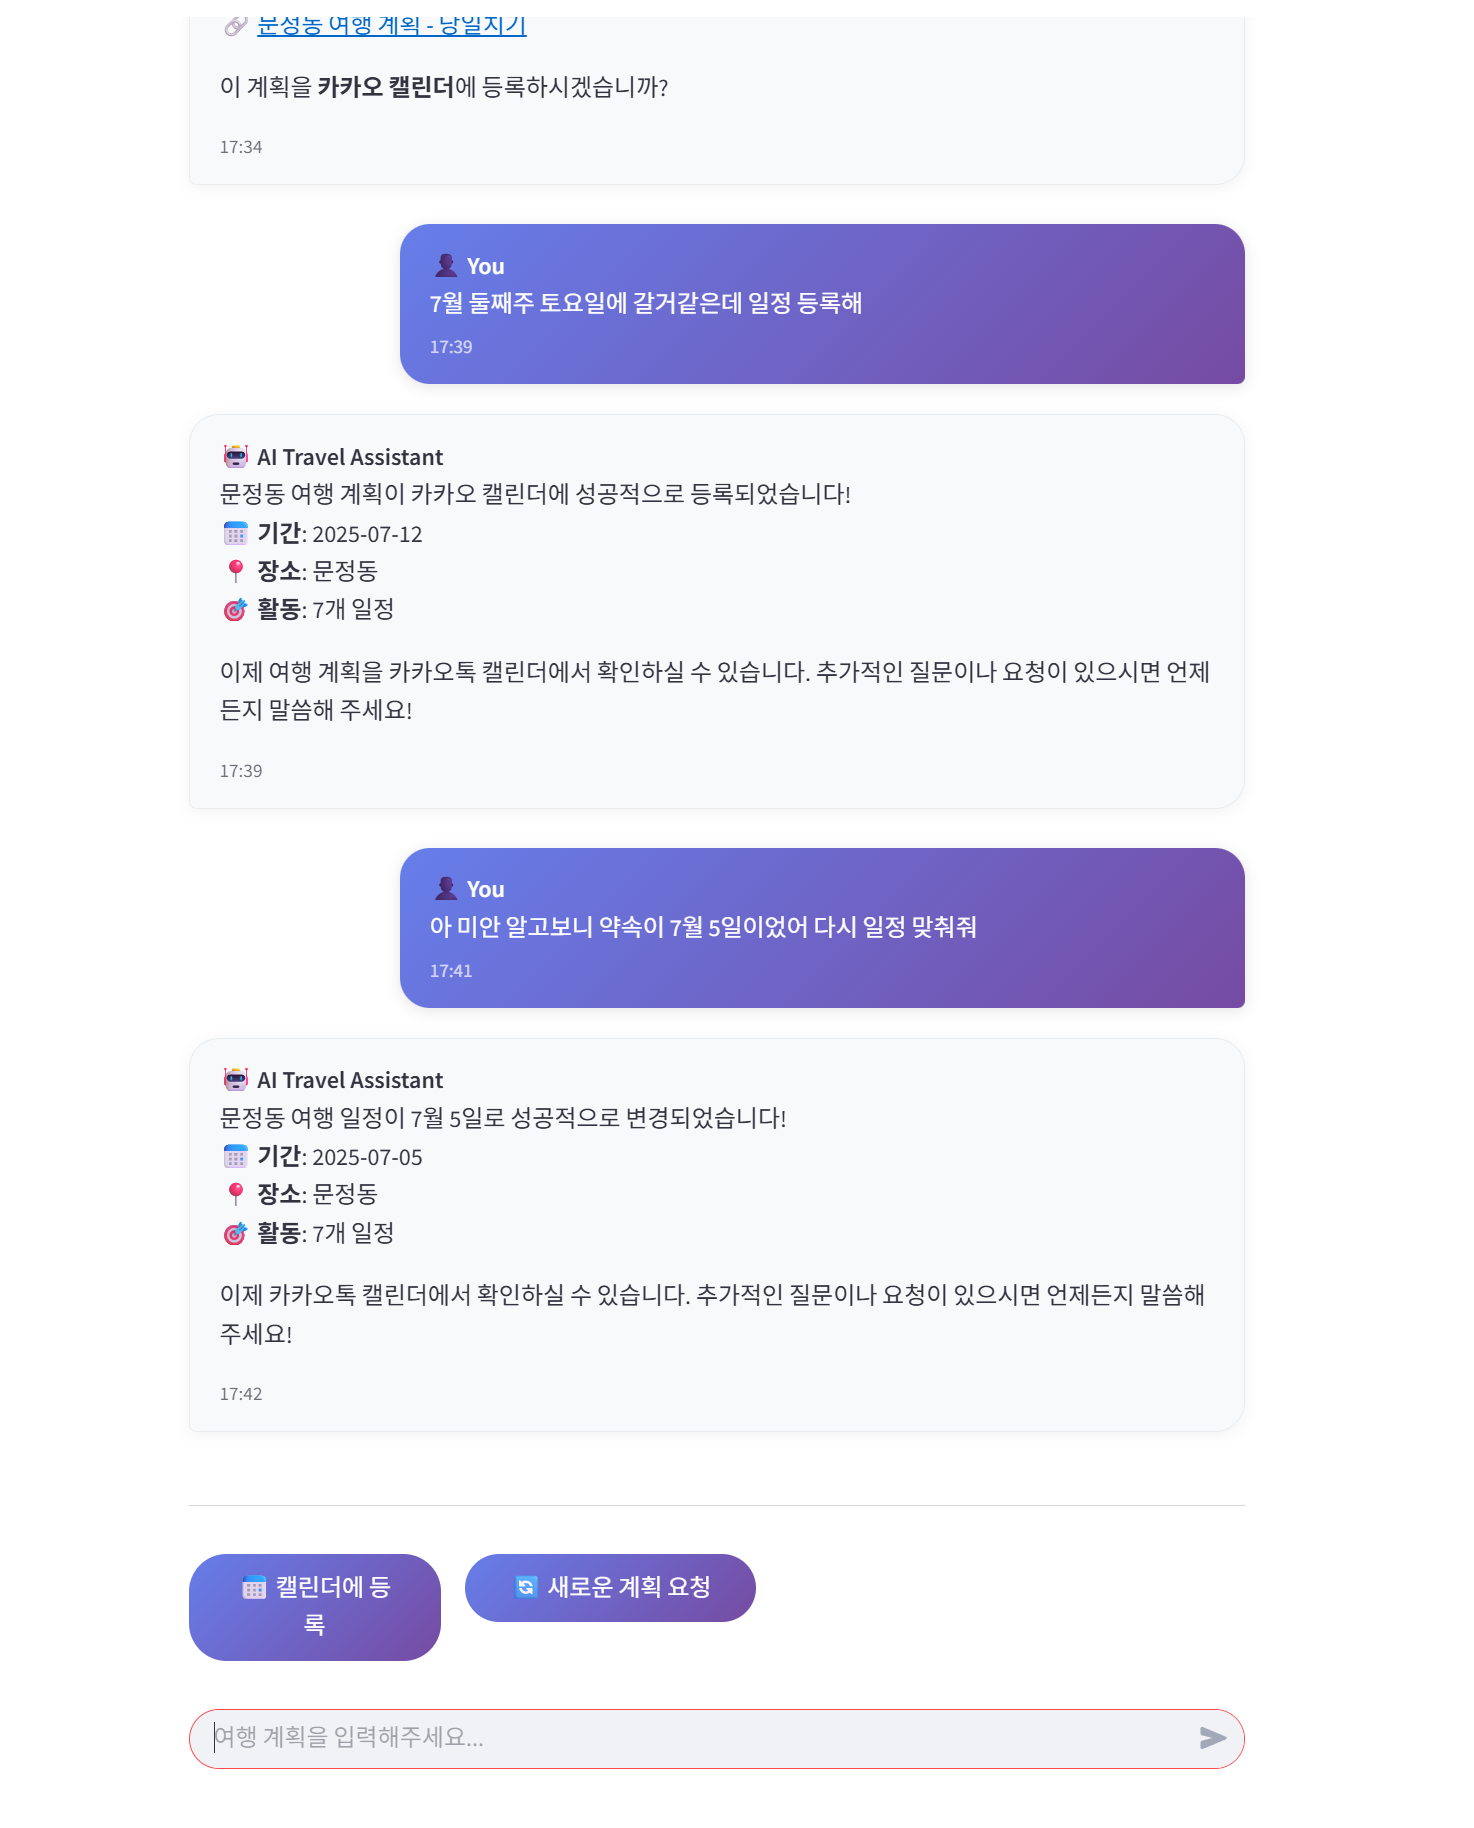 문정동 여행 계획 - 당일치기
이 계획을 카카오 캘린더에 등록하시겠습니까?
17:34
You
7월 둘째주 토요일에 갈거같은데 일정 등록해
17:39
AI Travel Assistant
문정동 여행 계획이 카카오 캘린더에 성공적으로 등록되었습니다!
기간: 2025-07-12
장소: 문정동
활동: 7개 일정
이제 여행 계획을 카카오톡 캘린더에서 확인하실 수 있습니다. 추가적인 질문이나 요청이 있으시면 언제
든지 말씀해 주세요!
17:39
You
아 미안 알고보니 약속이 7월 5일이었어 다시 일정 맞춰줘
17:41
AI Travel Assistant
문정동 여행 일정이 7월 5일로 성공적으로 변경되었습니다!
기간: 2025-07-05
장소: 문정동
활동: 7개 일정
이제 카카오톡 캘린더에서 확인하실 수 있습니다. 추가적인 질문이나 요청이 있으시면 언제든지 말씀해
주세요!
17:42
캘린더에 등
록
새로운 계획 요청
여행 계획을 입력해주세요...